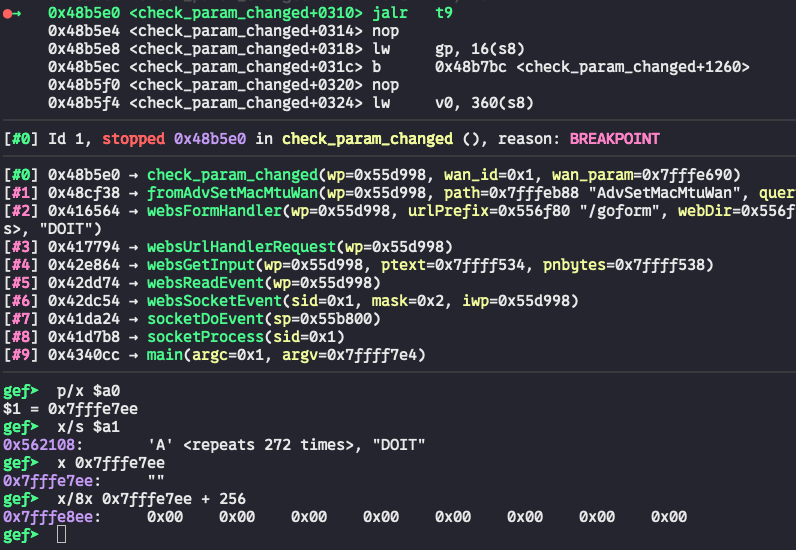 ●→ 0x48b5e0 <check_param_changed+0310> jalr t9
0x48b5e4 <check_param_changed+0314> nop
0x48b5e8 <check_param_changed+0318> lw gp, 16(s8)
0x48b5ec <check_param_changed+031c> b 0x48b7bc <check_param_changed+1260>
0x48b5f0 <check_param_changed+0320> nop
0x48b5f4 <check_param_changed+0324> lw v0, 360(s8)
[#0] Id 1, stopped 0x48b5e0 in check_param_changed (), reason: BREAKPOINT
[#0] 0x48b5e0 → check_param_changed(wp=0x55d998, wan_id=0x1, wan_param=0x7fffe690)
[#1] 0x48cf38 → fromAdvSetMacMtuWan(wp=0x55d998, path=0x7fffeb88 "AdvSetMacMtuWan", quer
[#2] 0x416564 → websFormHandler(wp=0x55d998, urlPrefix=0x556f80 "/goform", webDir=0x556f
s>, "DOIT")
[#3] 0x417794 → websUrlHandlerRequest(wp=0x55d998)
[#4] 0x42e864 → websGetInput(wp=0x55d998, ptext=0x7ffff534, pnbytes=0x7ffff538)
[#5] 0x42dd74 → websReadEvent(wp=0x55d998)
[#6] 0x42dc54 → websSocketEvent(sid=0x1, mask=0x2, iwp=0x55d998)
[#7] 0x41da24 → socketDoEvent(sp=0x55b800)
[#8] 0x41d7b8 → socketProcess(sid=0x1)
[#9] 0x4340cc → main(argc=0x1, argv=0x7ffff7e4)
gef➤ p/x $a0
$1 = 0x7fffe7ee
gef➤ x/s $a1
0x562108: 'A' <repeats 272 times>, "DOIT"
gef➤ x 0x7fffe7ee
0x7fffe7ee: ""
gef➤ x/8x 0x7fffe7ee + 256
0x7fffe8ee: 0x00 0x00 0x00 0x00 0x00 0x00 0x00 0x00
gef➤